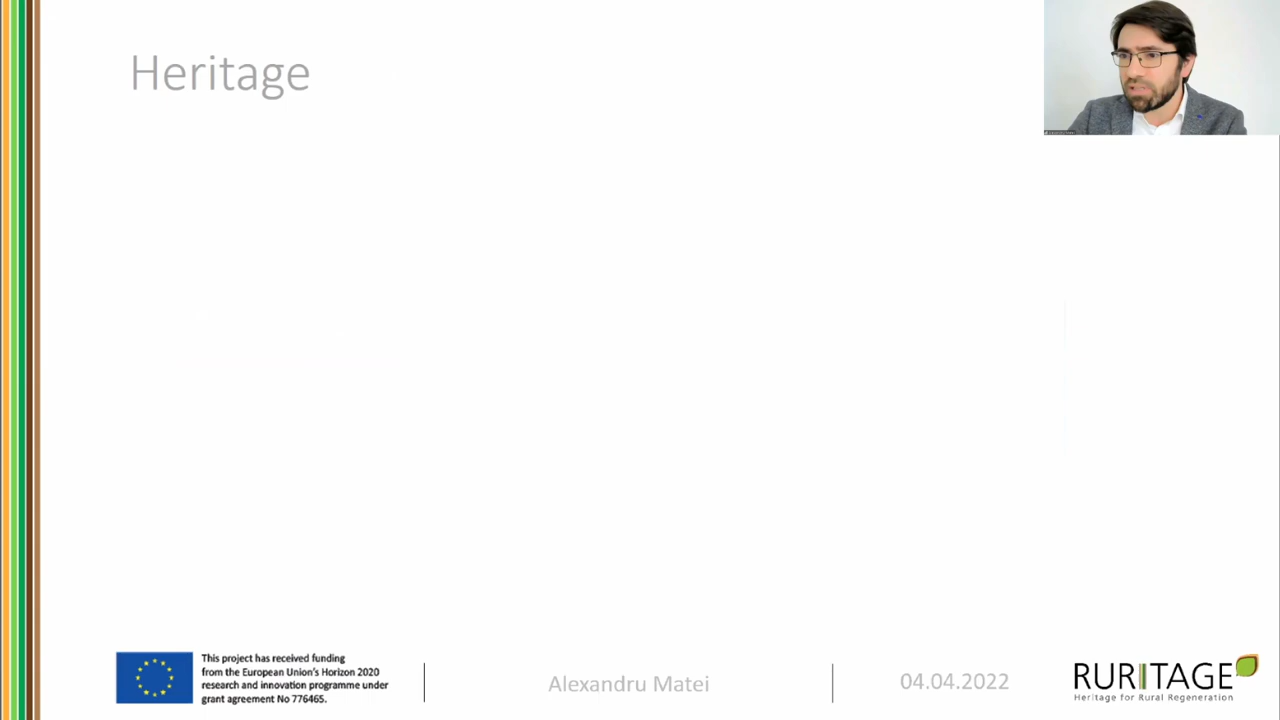 Heritage
This project has received funding
from the European Union's Horizon 2020
research and innovation programme under
grant agreement No 776465.
Alexandru Matei
04.04.2022
RURITAGE
Heritage for Rural Regeneration